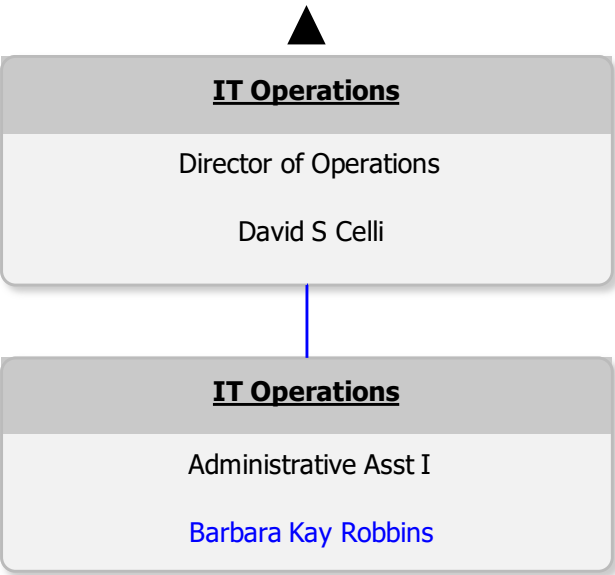 IT Operations
Director of Operations
David S Celli
IT Operations
Administrative Asst I
Barbara Kay Robbins